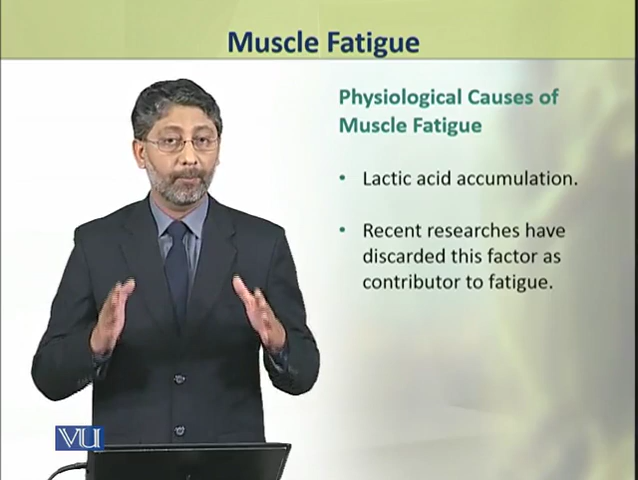 Muscle Fatigue
Physiological Causes of
Muscle Fatigue
• Lactic acid accumulation.
• Recent researches have
discarded this factor as
contributor to fatigue.
VU